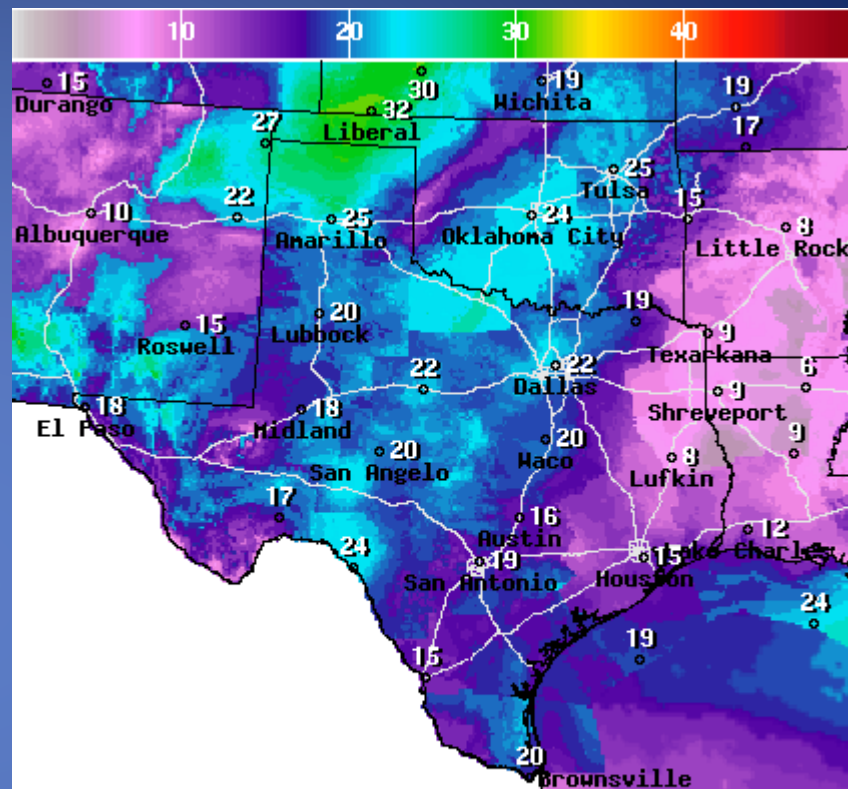 10 20 30 40
15 30 19 19
Durango 32 Wichita
27 Liberal 17
25
22 Tulsa
10 25 24 15 8
Albuquerque Amarillo Oklahoma City Little Rock
20 19
15 Lubbock 9
Roswell Texarkana
22 22 6
Dallas 9
18 18 Shreveport
El Paso Midland
20 20 9
San Angelo Waco 8
Lufkin
17 16 12
Austin
24 19 15 Lake Charles
San Antonio Houston
24
19
15
20
Brownsville